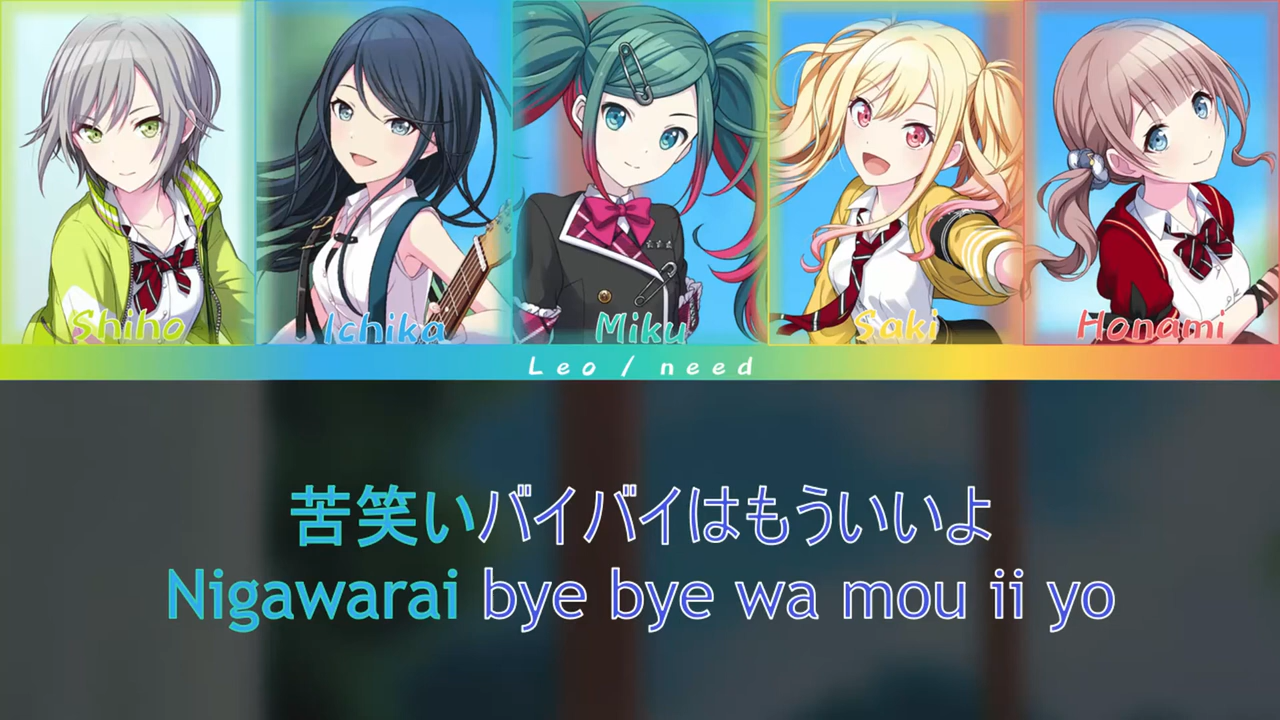 Shiho
Ichika
Miku
Saki
Honami
Leo / need
苦笑いバイバイはもういいよ
Nigawarai bye bye wa mou ii yo